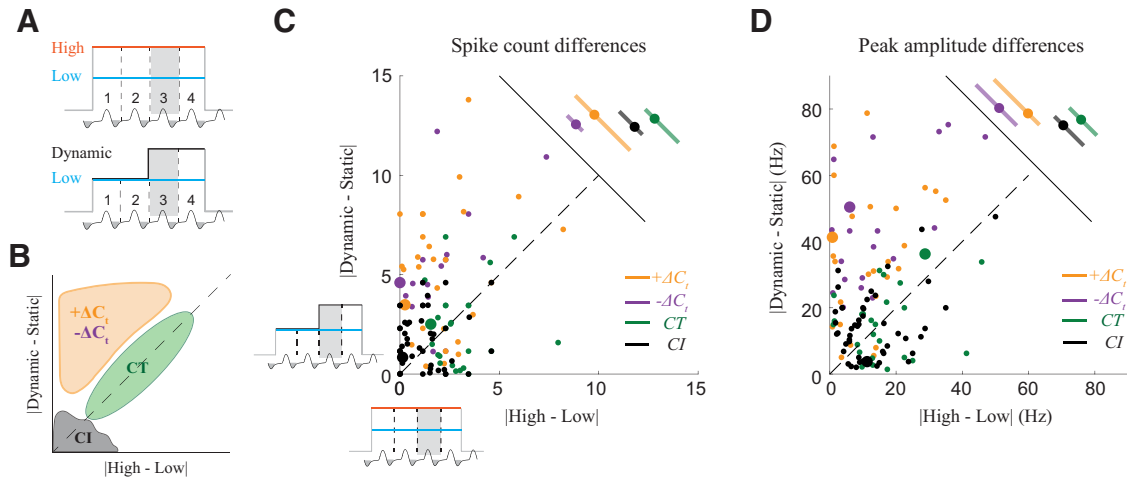 A
High
Low
1 2 3 4
Dynamic
Low
1 2 3 4
B
|Dynamic - Static|
+ΔCt
-ΔCt
CT
CI
|High - Low|
C
Spike count differences
|Dynamic - Static|
15
10
5
0
0 5 10 15
|High - Low|
+ΔCt
-ΔCt
CT
CI
D
Peak amplitude differences
|Dynamic - Static| (Hz)
80
60
40
20
0
0 20 40 60 80
|High - Low| (Hz)
+ΔCt
-ΔCt
CT
CI